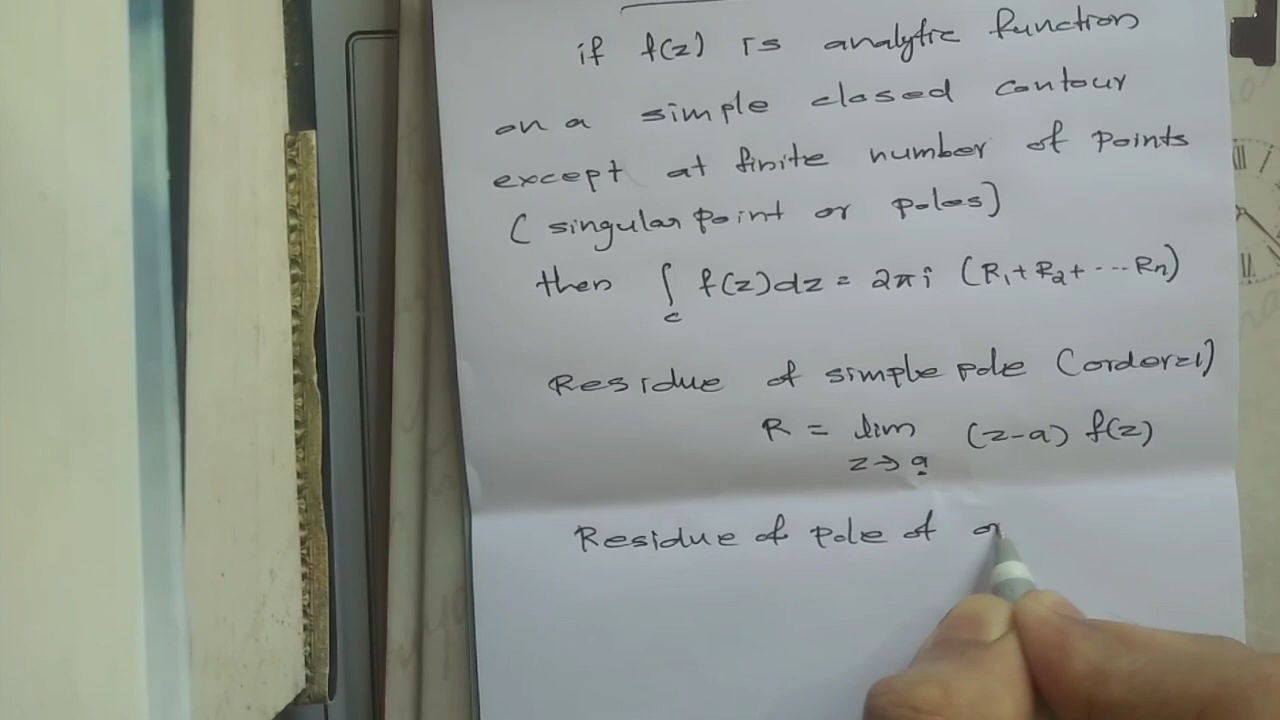 if f(z) is analytic function
on a simple closed contour
except at finite number of points
(singular point or poles)
then ∫c f(z)dz = 2πi (R1+R2+---Rn)
Residue of simple pole (order=1)
R = lim z→a (z-a) f(z)
Residue of pole of